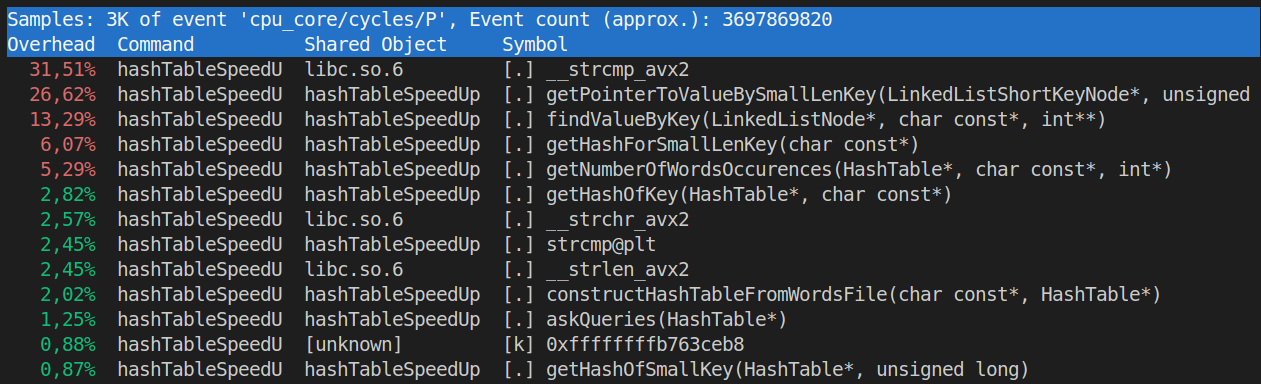 Samples: 3K of event 'cpu_core/cycles/P', Event count (approx.): 3697869820
Overhead  Command          Shared Object     Symbol
31,51%  hashTableSpeedU  libc.so.6         [.] __strcmp_avx2
26,62%  hashTableSpeedU  hashTableSpeedUp  [.] getPointerToValueBySmallLenKey(LinkedListShortKeyNode*, unsigned
13,29%  hashTableSpeedU  hashTableSpeedUp  [.] findValueByKey(LinkedListNode*, char const*, int**)
6,07%  hashTableSpeedU  hashTableSpeedUp  [.] getHashForSmallLenKey(char const*)
5,29%  hashTableSpeedU  hashTableSpeedUp  [.] getNumberOfWordsOccurences(HashTable*, char const*, int*)
2,82%  hashTableSpeedU  hashTableSpeedUp  [.] getHashOfKey(HashTable*, char const*)
2,57%  hashTableSpeedU  libc.so.6         [.] __strchr_avx2
2,45%  hashTableSpeedU  hashTableSpeedUp  [.] strcmp@plt
2,45%  hashTableSpeedU  libc.so.6         [.] __strlen_avx2
2,02%  hashTableSpeedU  hashTableSpeedUp  [.] constructHashTableFromWordsFile(char const*, HashTable*)
1,25%  hashTableSpeedU  hashTableSpeedUp  [.] askQueries(HashTable*)
0,88%  hashTableSpeedU  [unknown]         [k] 0xffffffffb763ceb8
0,87%  hashTableSpeedU  hashTableSpeedUp  [.] getHashOfSmallKey(HashTable*, unsigned long)